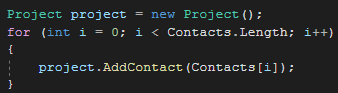 Project project = new Project();
for (int i = 0; i < Contacts.Length; i++)
{
    project.AddContact(Contacts[i]);
}